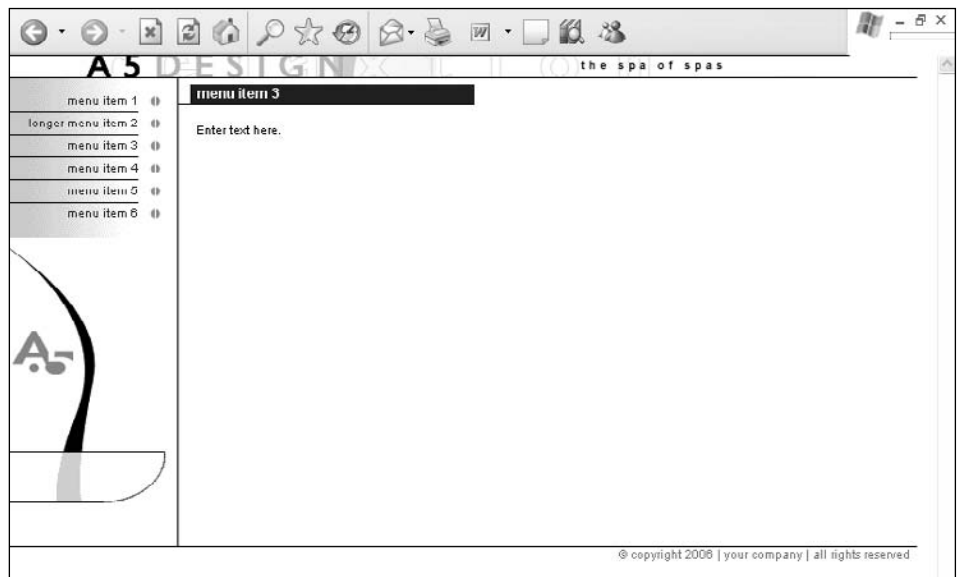 A5 DESIGN
the spa of spas
menu item 1
longer menu item 2
menu item 3
menu item 4
menu item 5
menu item 6
menu item 3
Enter text here.
A5
© copyright 2006 | your company | all rights reserved